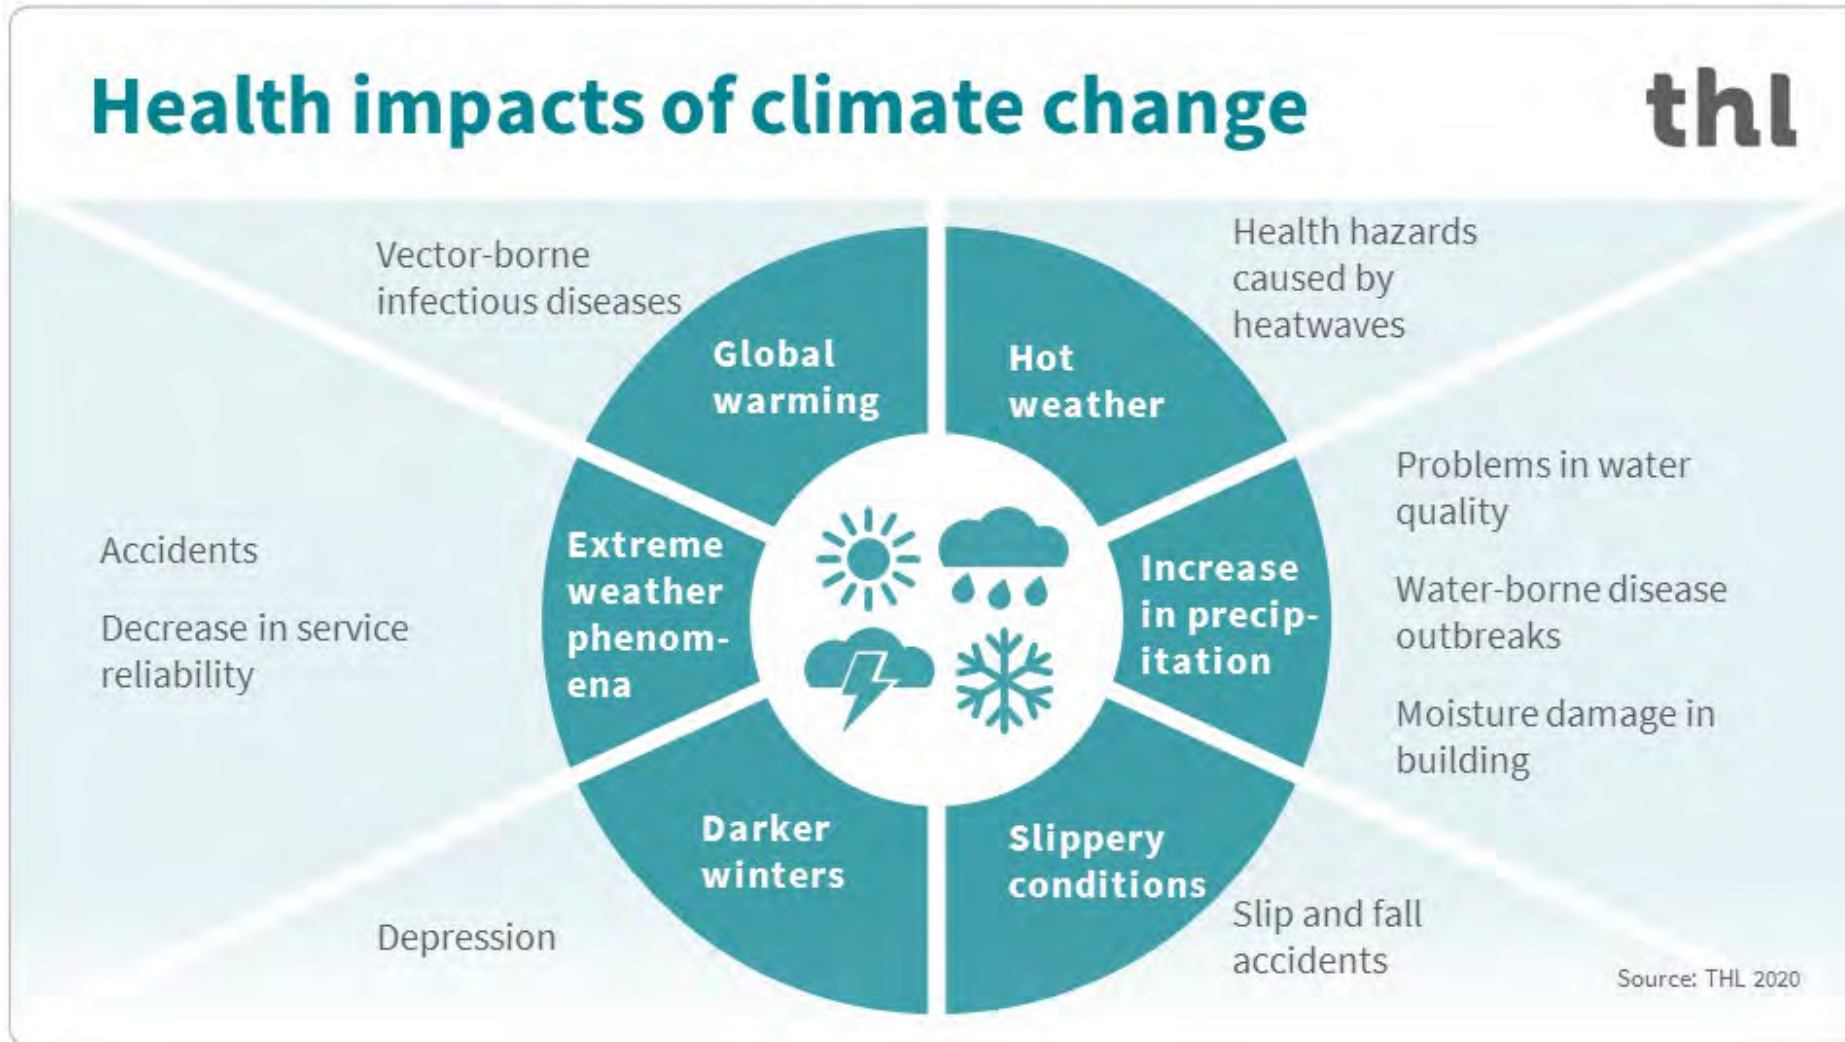 Health impacts of climate change
thl
Vector-borne
infectious diseases
Global
warming
Hot
weather
Health hazards
caused by
heatwaves
Accidents
Decrease in service
reliability
Extreme
weather
phenom-
ena
Increase
in precip-
itation
Problems in water
quality
Water-borne disease
outbreaks
Moisture damage in
building
Depression
Darker
winters
Slippery
conditions
Slip and fall
accidents
Source: THL 2020